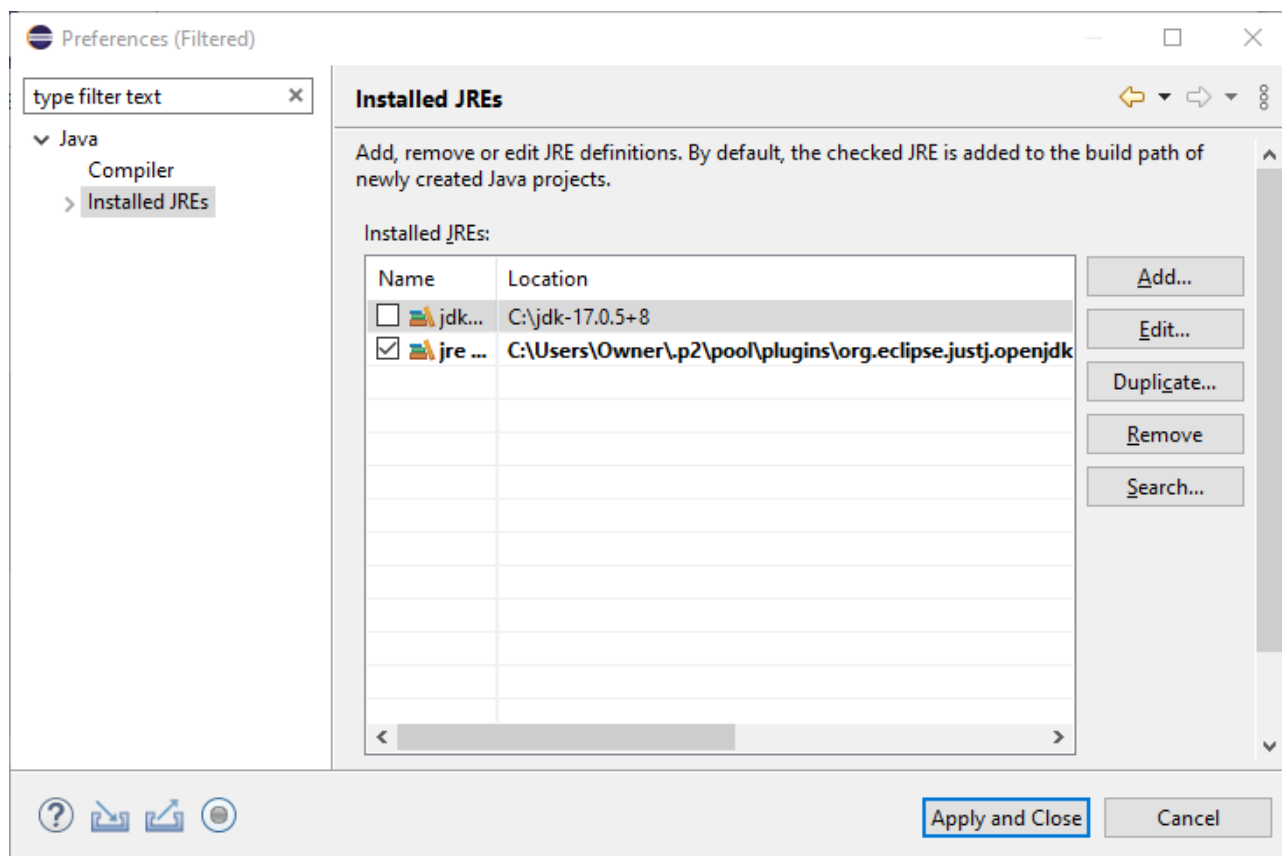 Preferences (Filtered)
type filter text
Java
Compiler
Installed JREs
Installed JREs
Add, remove or edit JRE definitions. By default, the checked JRE is added to the build path of
newly created Java projects.
Installed JREs:
Name Location
jdk... C:\jdk-17.0.5+8
jre ... C:\Users\Owner\.p2\pool\plugins\org.eclipse.justj.openjdk
Add...
Edit...
Duplicate...
Remove
Search...
Apply and Close Cancel